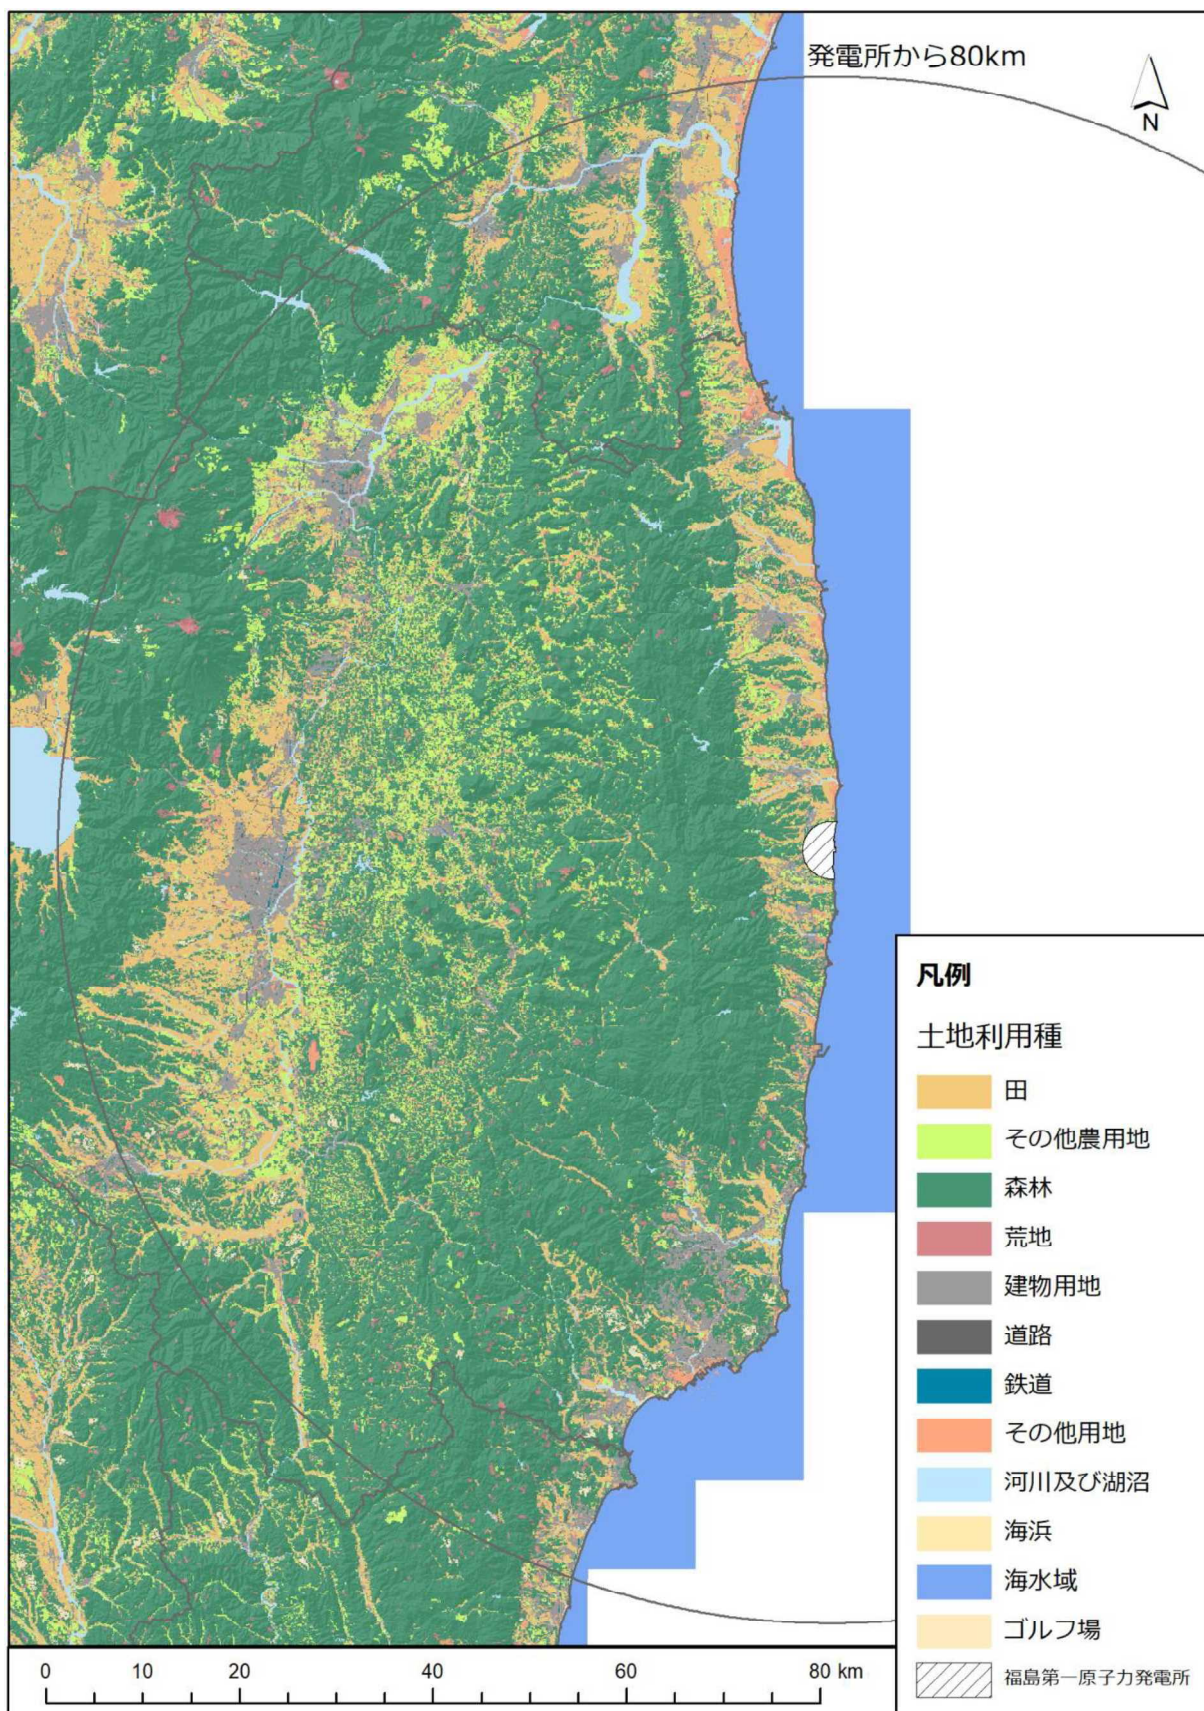 発電所から80km
N
凡例
土地利用種
田
その他農用地
森林
荒地
建物用地
道路
鉄道
その他用地
河川及び湖沼
海浜
海水域
ゴルフ場
福島第一原子力発電所
0 10 20 40 60 80 km